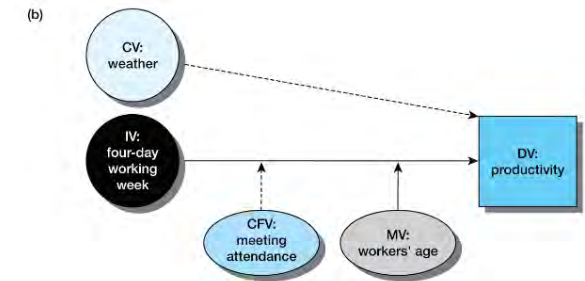 (b)
CV:
weather
IV:
four-day
working
week
DV:
productivity
CFV:
meeting
attendance
MV:
workers' age